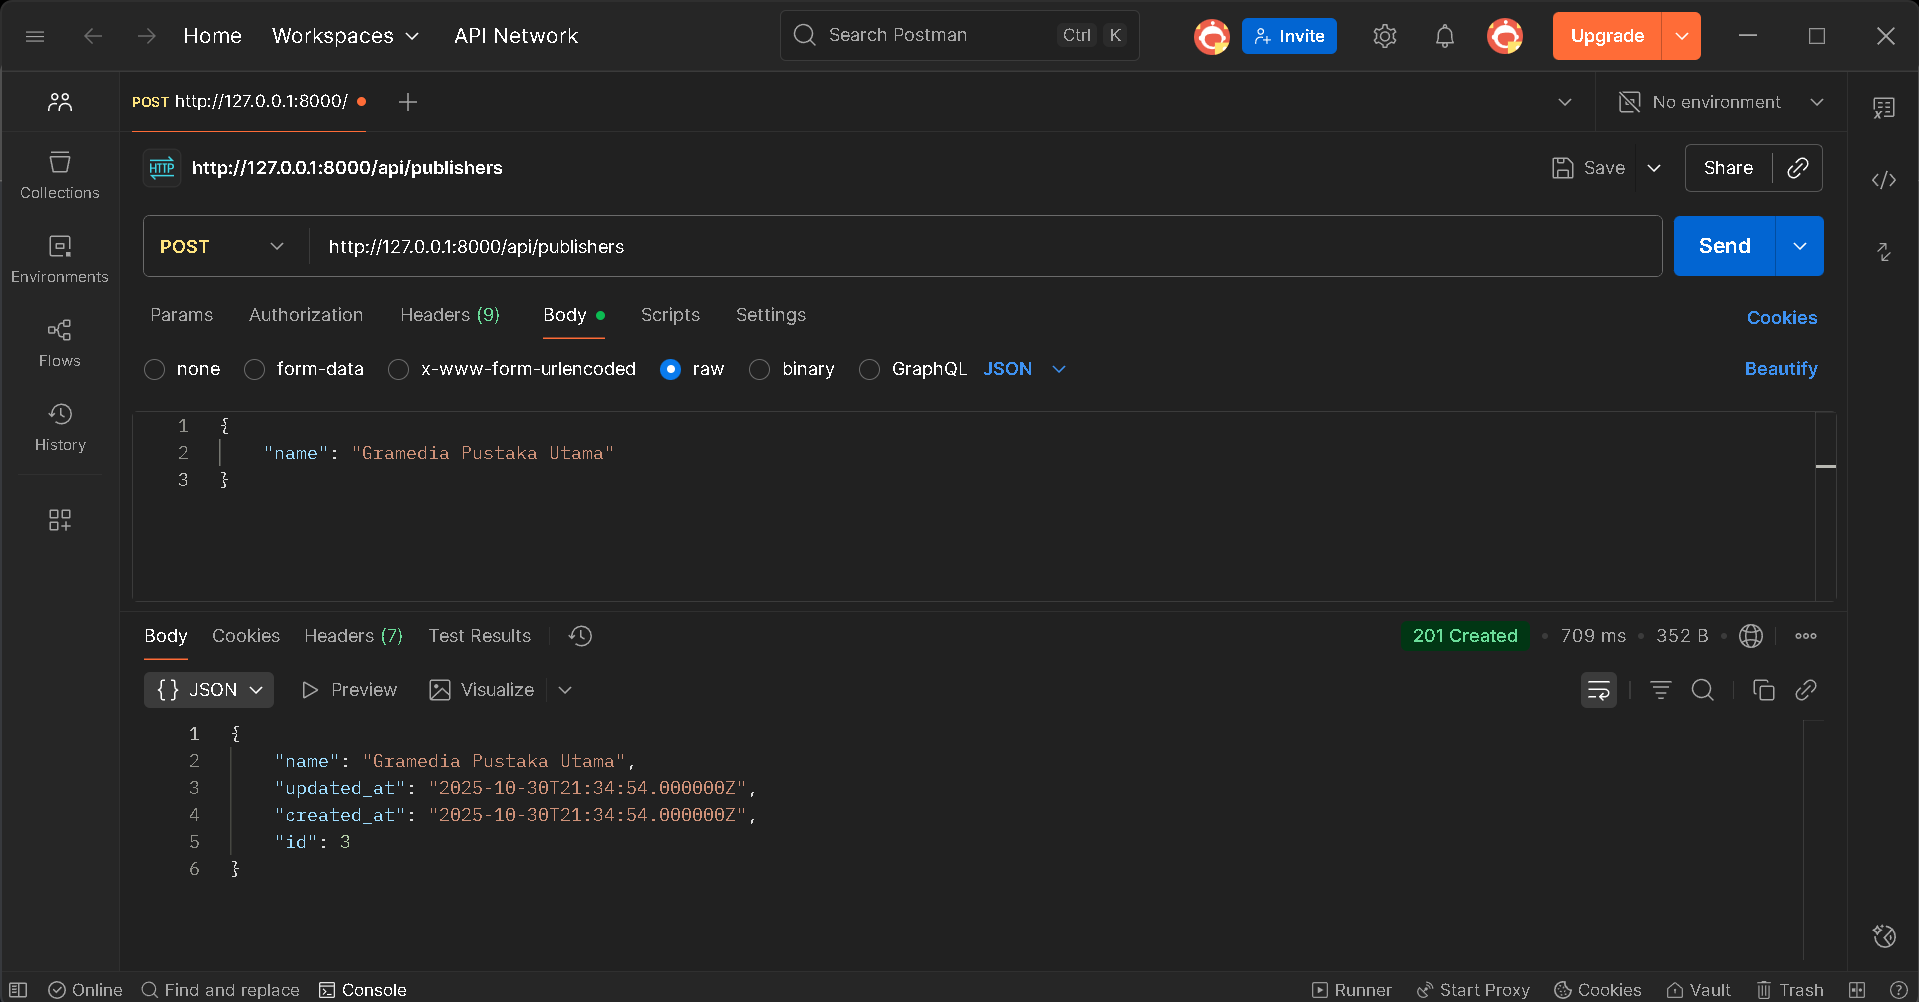 Home Workspaces API Network Search Postman Ctrl K Invite Upgrade
POST http://127.0.0.1:8000/ No environment
HTTP http://127.0.0.1:8000/api/publishers Save Share
Collections
POST http://127.0.0.1:8000/api/publishers Send
Environments
Params Authorization Headers (9) Body Scripts Settings Cookies
Flows
none form-data x-www-form-urlencoded raw binary GraphQL JSON Beautify
History
1 {
2 "name": "Gramedia Pustaka Utama"
3 }
Body Cookies Headers (7) Test Results 201 Created • 709 ms • 352 B •
{} JSON Preview Visualize
1 {
2 "name": "Gramedia Pustaka Utama",
3 "updated_at": "2025-10-30T21:34:54.000000Z",
4 "created_at": "2025-10-30T21:34:54.000000Z",
5 "id": 3
6 }
Online Find and replace Console Runner Start Proxy Cookies Vault Trash